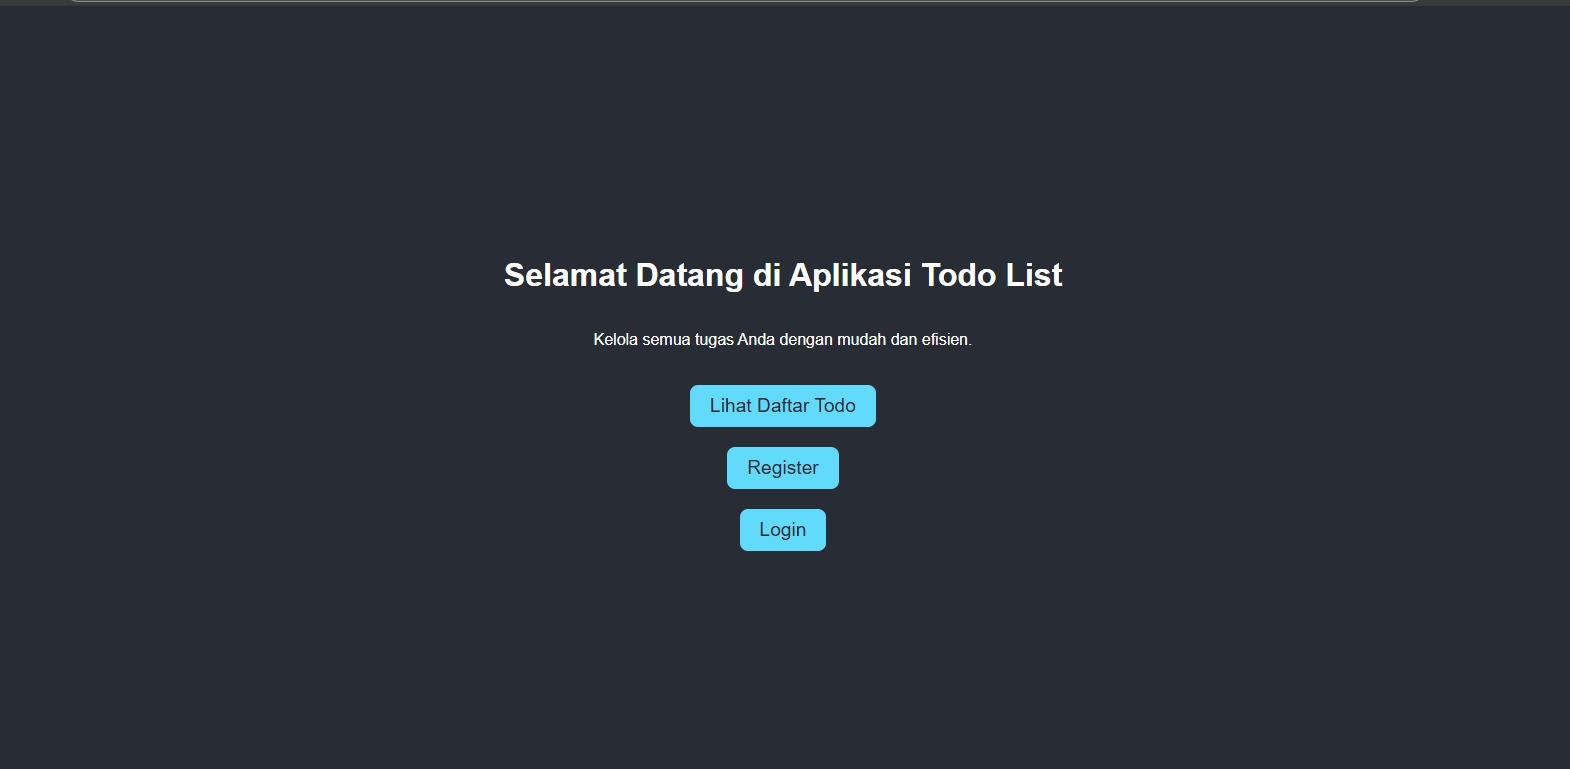 Selamat Datang di Aplikasi Todo List
Kelola semua tugas Anda dengan mudah dan efisien.
Lihat Daftar Todo
Register
Login